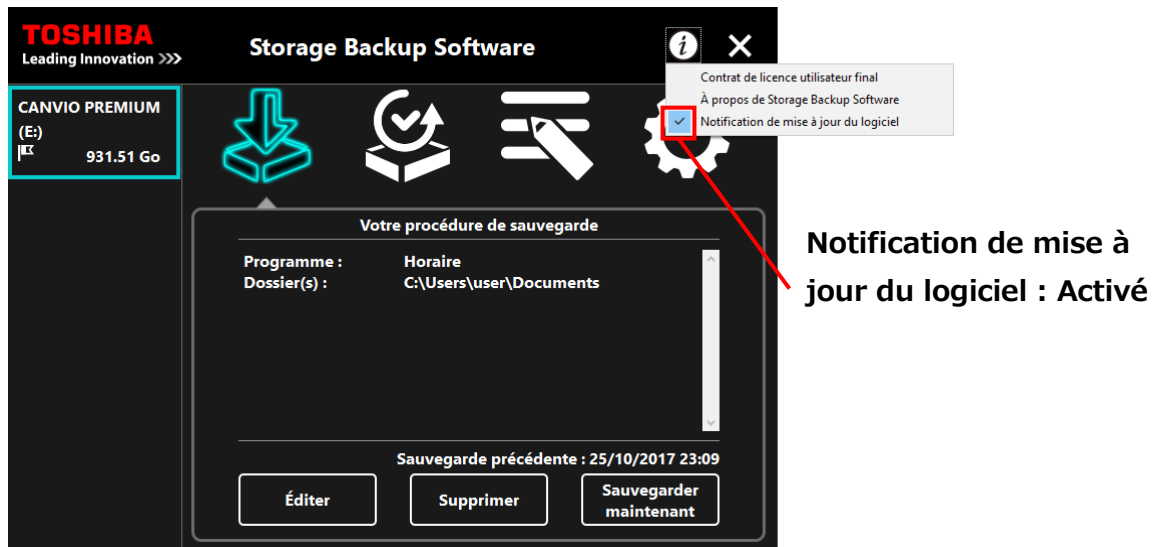 TOSHIBA
Leading Innovation >>>
Storage Backup Software
Contrat de licence utilisateur final
À propos de Storage Backup Software
Notification de mise à jour du logiciel
CANVIO PREMIUM
(E:)
931.51 Go
Votre procédure de sauvegarde
Programme : Horaire
Dossier(s) : C:\Users\user\Documents
Sauvegarde précédente : 25/10/2017 23:09
Éditer
Supprimer
Sauvegarder
maintenant
Notification de mise à
jour du logiciel : Activé